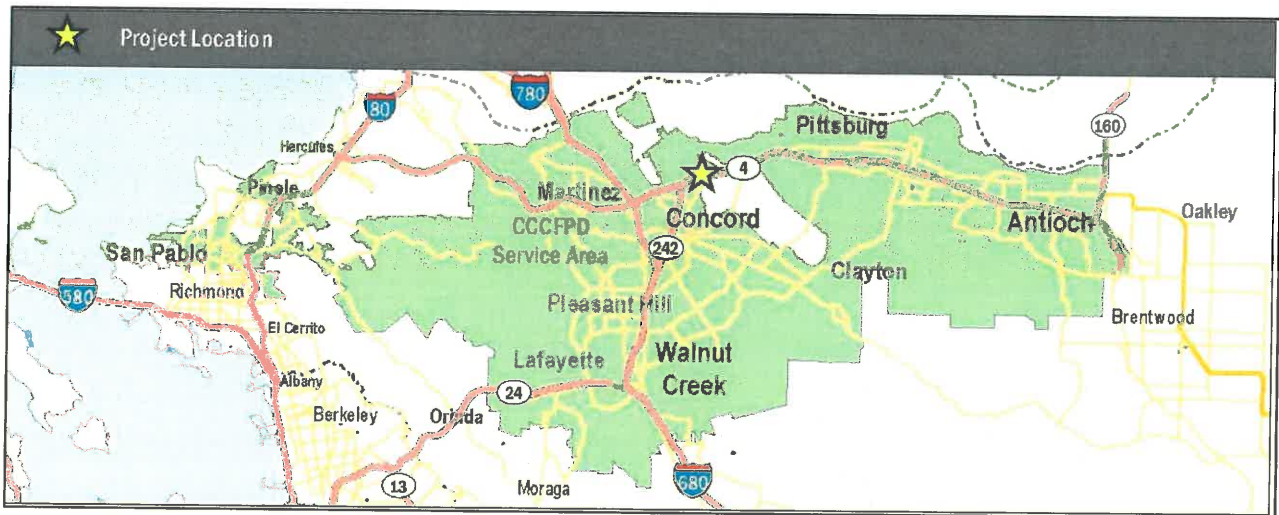 Project Location
80
780
160
Pittsburg
Hercules
4
Pinole
Martinez
Oakley
Concord
Antioch
CCCFPD
Service Area
San Pablo
242
Clayton
Richmond
580
Pleasant Hill
Brentwood
El Cerrito
Lafayette
Walnut
Creek
Albany
24
Berkeley
Orinda
13
Moraga
680